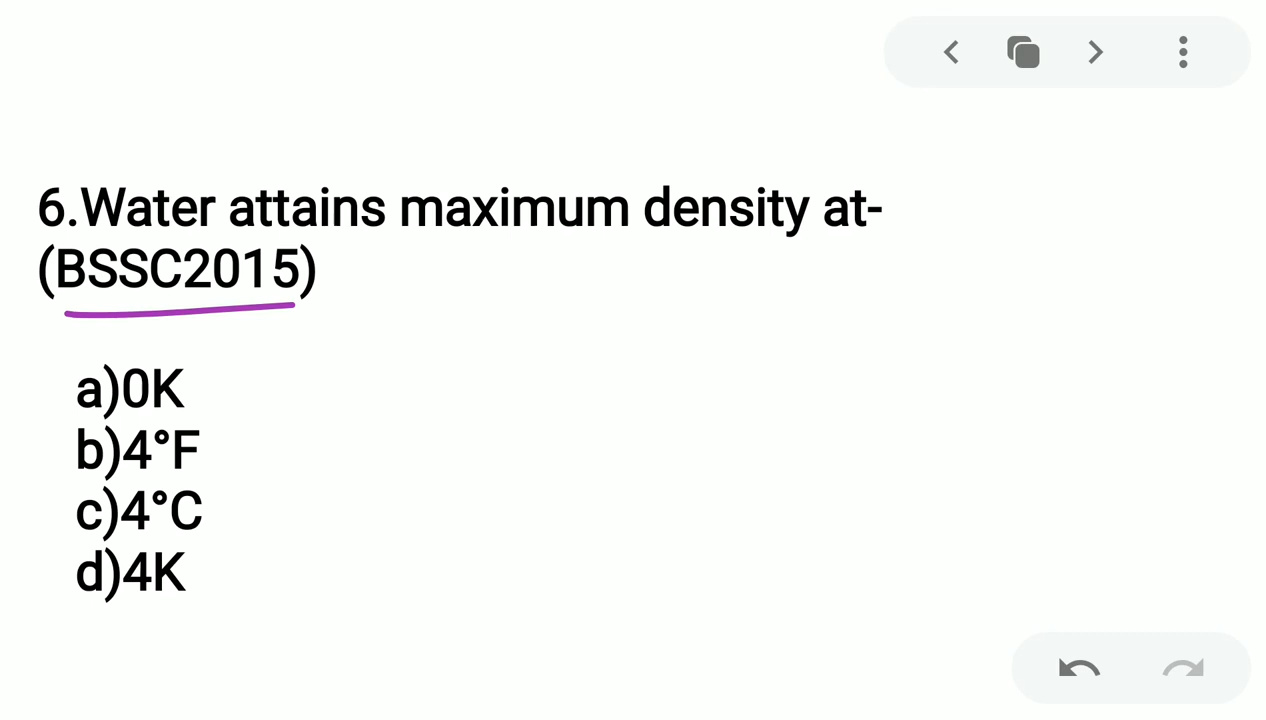 6.Water attains maximum density at-
(BSSC2015)
a)0K
b)4°F
c)4°C
d)4K